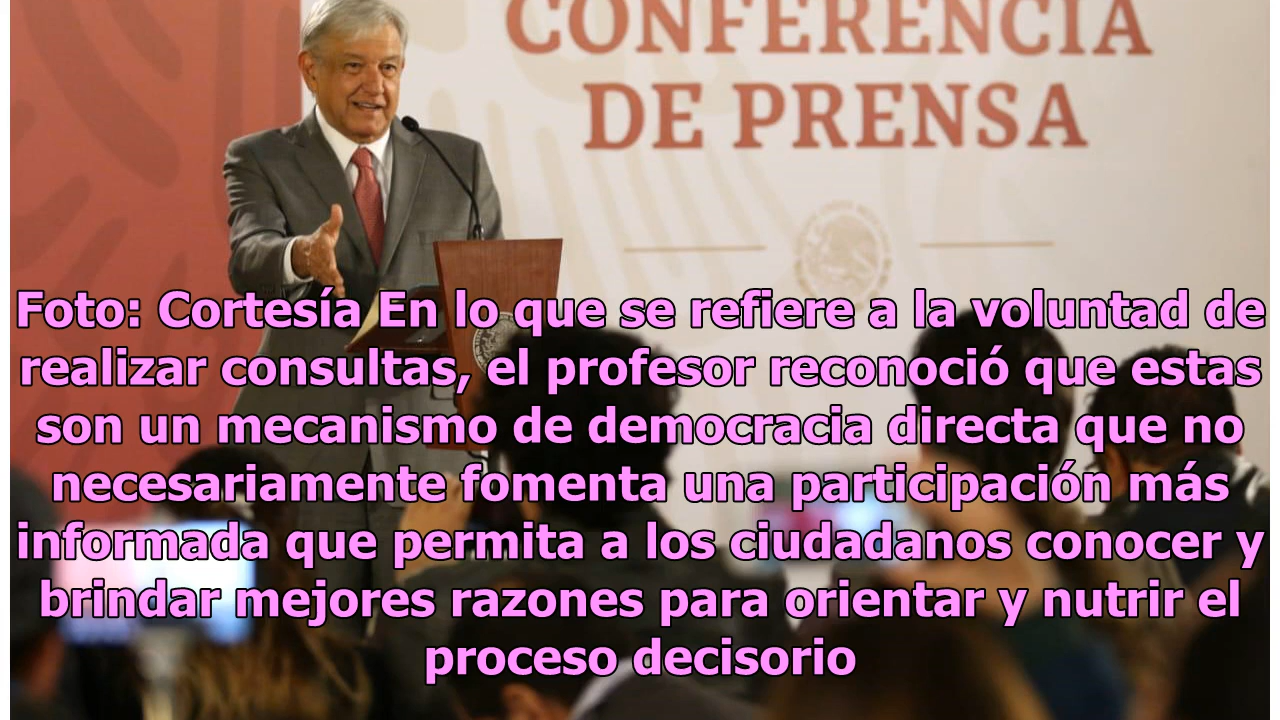 CONFERENCIA
DE PRENSA
Foto: Cortesía En lo que se refiere a la voluntad de
realizar consultas, el profesor reconoció que estas
son un mecanismo de democracia directa que no
necesariamente fomenta una participación más
informada que permita a los ciudadanos conocer y
brindar mejores razones para orientar y nutrir el
proceso decisorio